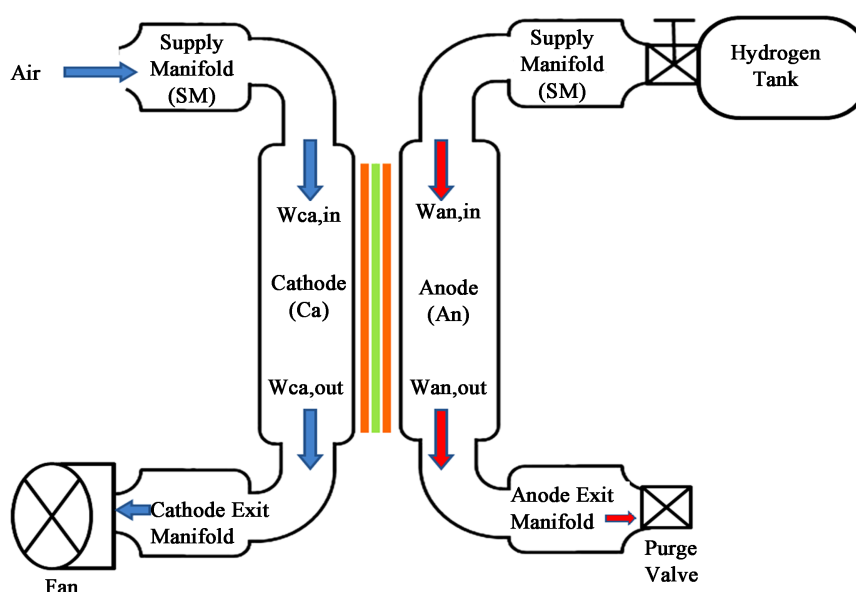 Air
Supply
Manifold
(SM)
Supply
Manifold
(SM)
Hydrogen
Tank
Wca,in
Wan,in
Cathode
(Ca)
Anode
(An)
Wca,out
Wan,out
Cathode Exit
Manifold
Anode Exit
Manifold
Fan
Purge
Valve